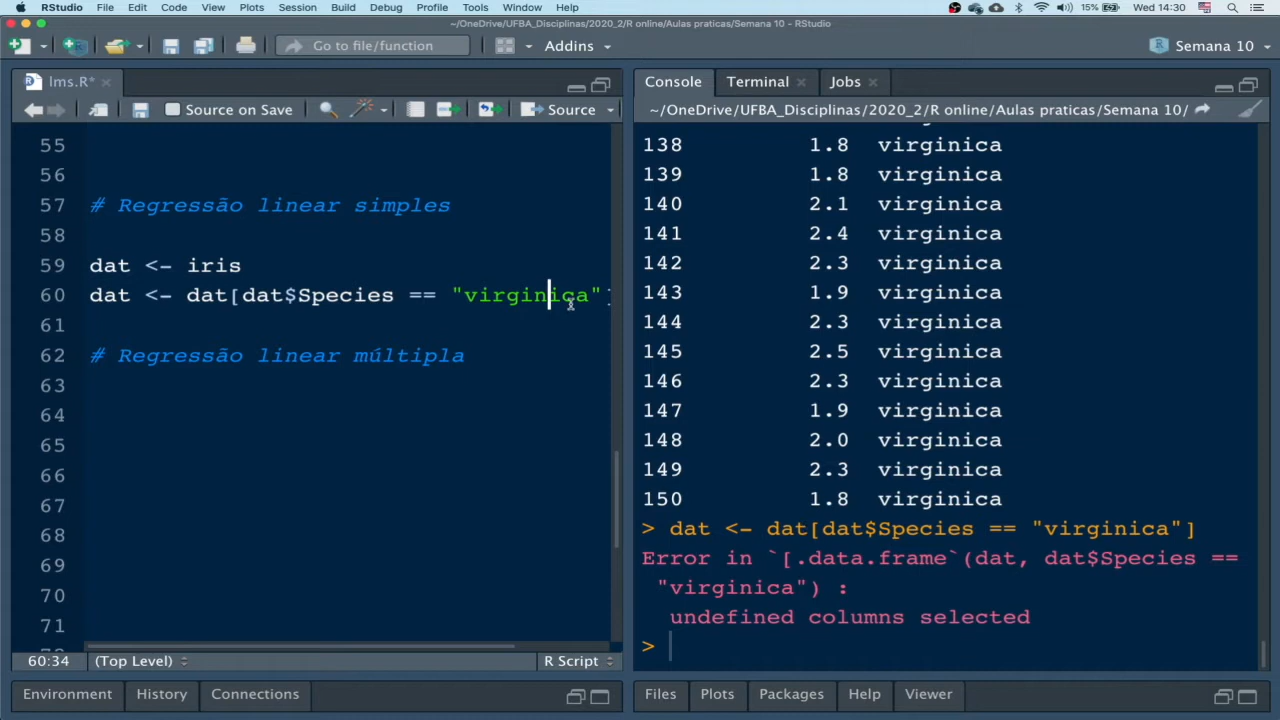 RStudio File Edit Code View Plots Session Build Debug Profile Tools Window Help 15% Wed 14:30
~/OneDrive/UFBA_Disciplinas/2020_2/R online/Aulas praticas/Semana 10 - RStudio
Go to file/function Addins Semana 10
lms.R*
Source on Save Source
55
56
57 # Regressão linear simples
58
59 dat <- iris
60 dat <- dat[dat$Species == "virginica"]
61
62 # Regressão linear múltipla
63
64
65
66
67
68
69
70
71
60:34 (Top Level) R Script
Environment History Connections
Console Terminal Jobs
~/OneDrive/UFBA_Disciplinas/2020_2/R online/Aulas praticas/Semana 10/
138 1.8 virginica
139 1.8 virginica
140 2.1 virginica
141 2.4 virginica
142 2.3 virginica
143 1.9 virginica
144 2.3 virginica
145 2.5 virginica
146 2.3 virginica
147 1.9 virginica
148 2.0 virginica
149 2.3 virginica
150 1.8 virginica
> dat <- dat[dat$Species == "virginica"]
Error in `[.data.frame`(dat, dat$Species ==
"virginica") :
undefined columns selected
>
Files Plots Packages Help Viewer